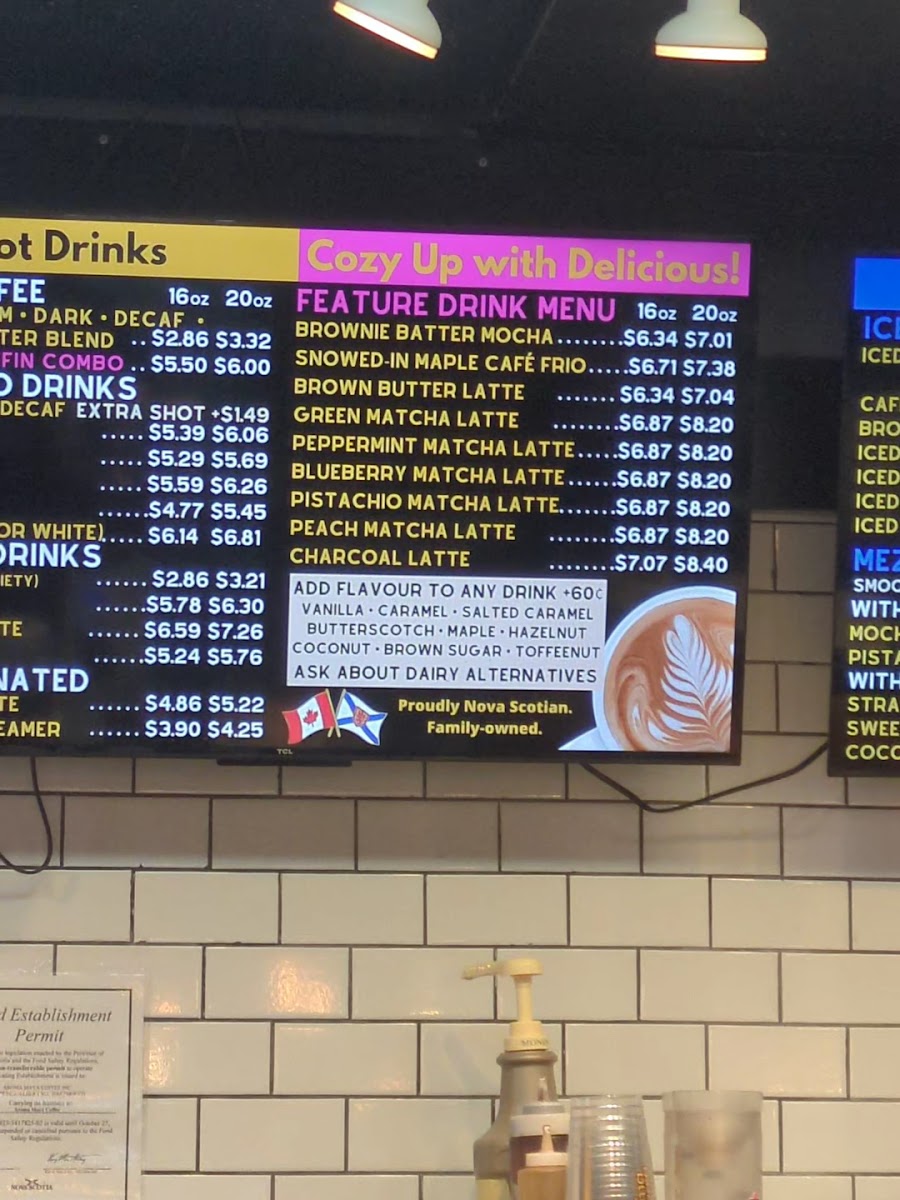 ot Drinks
FEE 16oz 20oz
M • DARK • DECAF •
TER BLEND ..$2.86 $3.32
FIN COMBO ..$5.50 $6.00
O DRINKS
DECAF EXTRA SHOT +$1.49
.....$5.39 $6.06
.....$5.29 $5.69
.....$5.59 $6.26
......$4.77 $5.45
OR WHITE).....$6.14 $6.81
DRINKS
IETY) ......$2.86 $3.21
......$5.78 $6.30
TE ......$6.59 $7.26
......$5.24 $5.76
NATED
TE ......$4.86 $5.22
EAMER ......$3.90 $4.25
Cozy Up with Delicious!
FEATURE DRINK MENU 16oz 20oz
BROWNIE BATTER MOCHA.........$6.34 $7.01
SNOWED-IN MAPLE CAFÉ FRIO.....$6.71 $7.38
BROWN BUTTER LATTE .......$6.34 $7.04
GREEN MATCHA LATTE ........$6.87 $8.20
PEPPERMINT MATCHA LATTE.....$6.87 $8.20
BLUEBERRY MATCHA LATTE......$6.87 $8.20
PISTACHIO MATCHA LATTE.......$6.87 $8.20
PEACH MATCHA LATTE ........$6.87 $8.20
CHARCOAL LATTE ........$7.07 $8.40
ADD FLAVOUR TO ANY DRINK +60¢
VANILLA • CARAMEL • SALTED CARAMEL
BUTTERSCOTCH • MAPLE • HAZELNUT
COCONUT • BROWN SUGAR • TOFFEENUT
ASK ABOUT DAIRY ALTERNATIVES
Proudly Nova Scotian.
Family-owned.
TCL
ICE
ICED
CAF
BRO
ICED
ICED
ICED
ICED
MEZ
SMOO
WITH
MOCH
PISTA
WITH
STRA
SWEE
COCO
d Establishment
Permit
NOVA SCOTIA
MONIN